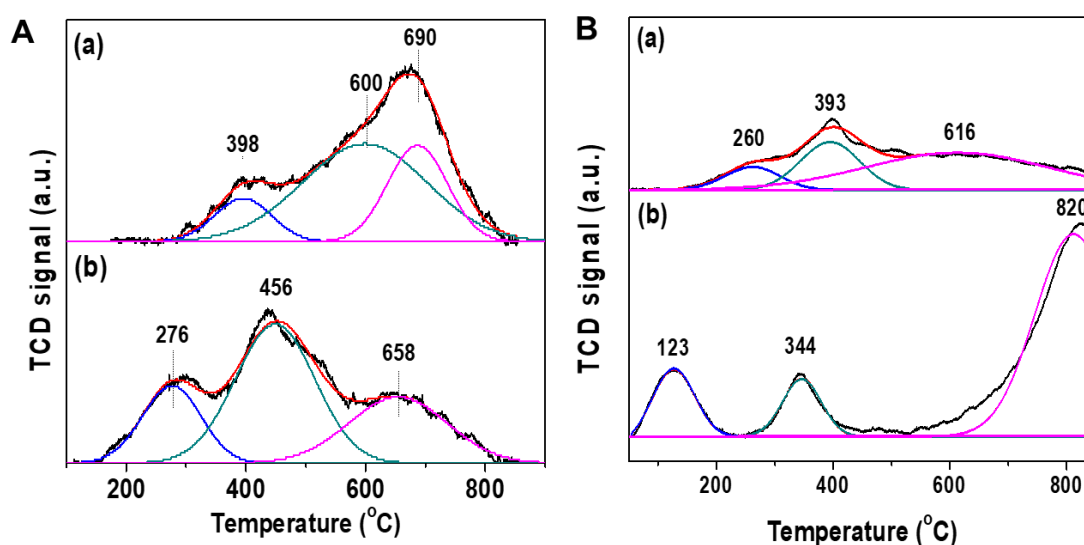 A
(a)
690
600
398
(b)
456
276
658
TCD signal (a.u.)
200
400
600
800
Temperature (°C)
B
(a)
393
260
616
(b)
820
123
344
TCD signal (a.u.)
200
400
600
800
Temperature (°C)